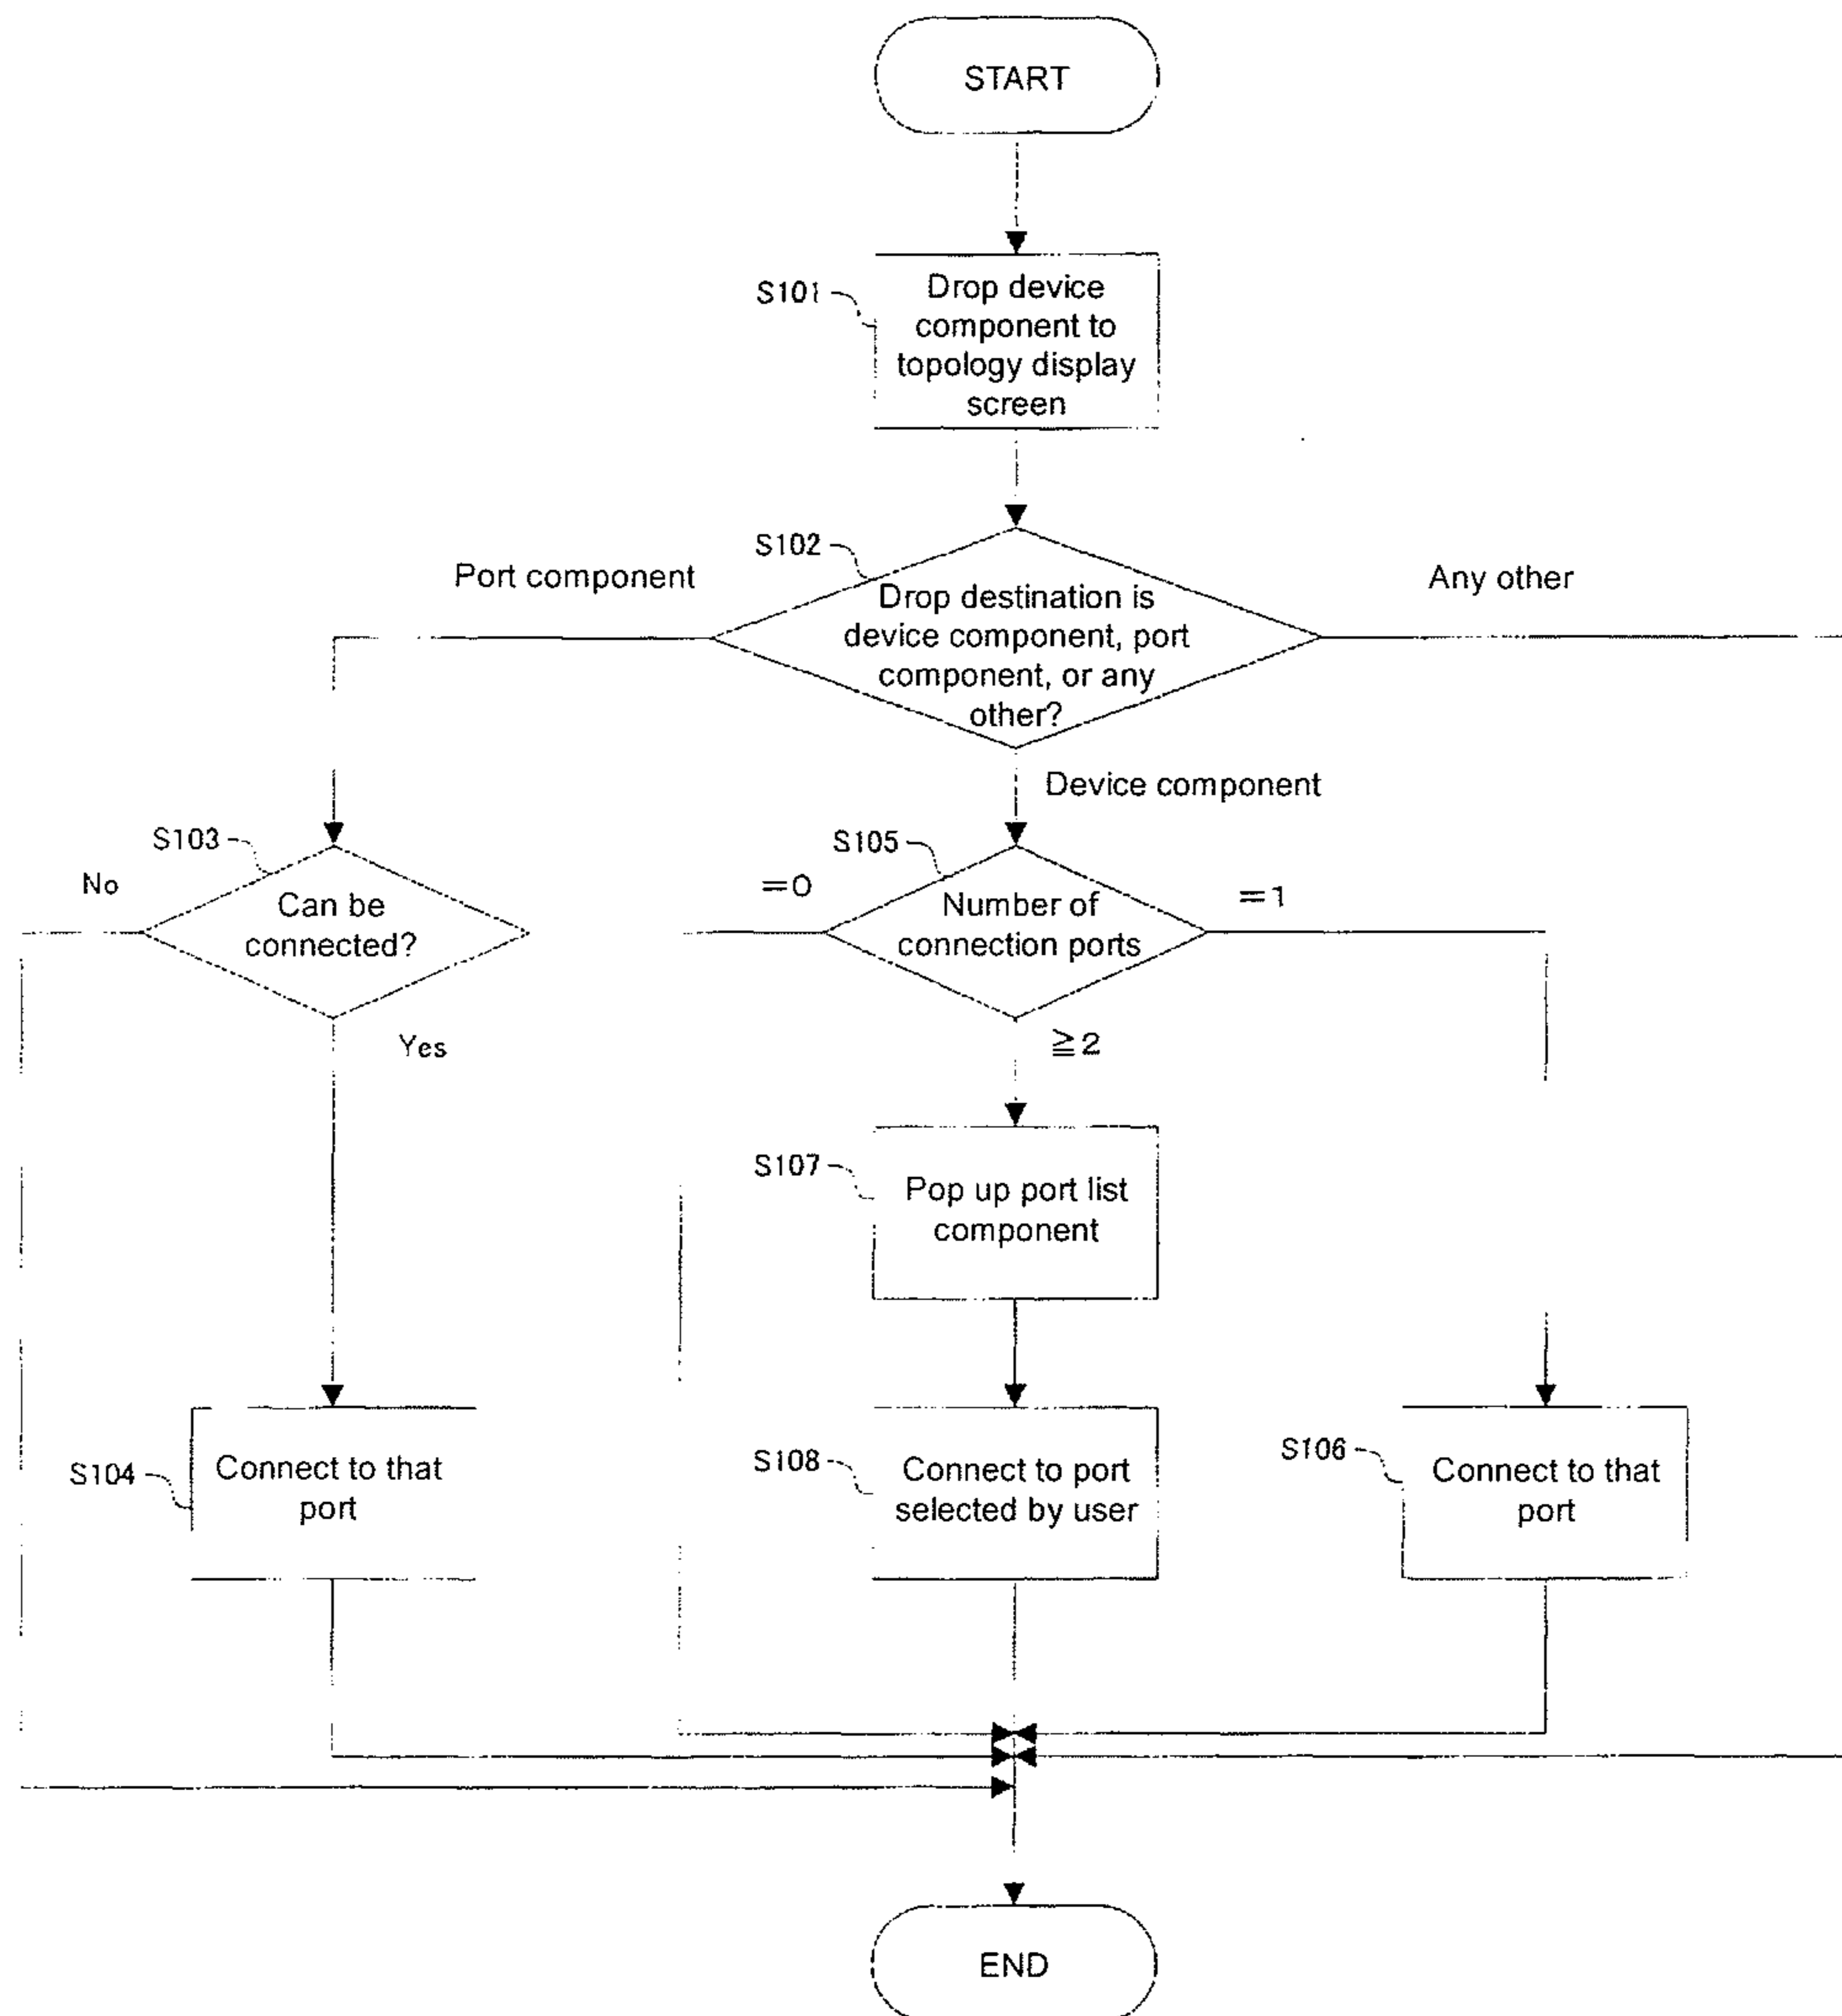 START
S101
Drop device
component to
topology display
screen
S102
Port component
Any other
Drop destination is
device component, port
component, or any
other?
Device component
S103
No
Can be
connected?
Yes
S105
=0
=1
Number of
connection ports
≧2
S107
Pop up port list
component
S104
Connect to that
port
S108
Connect to port
selected by user
S106
Connect to that
port
END